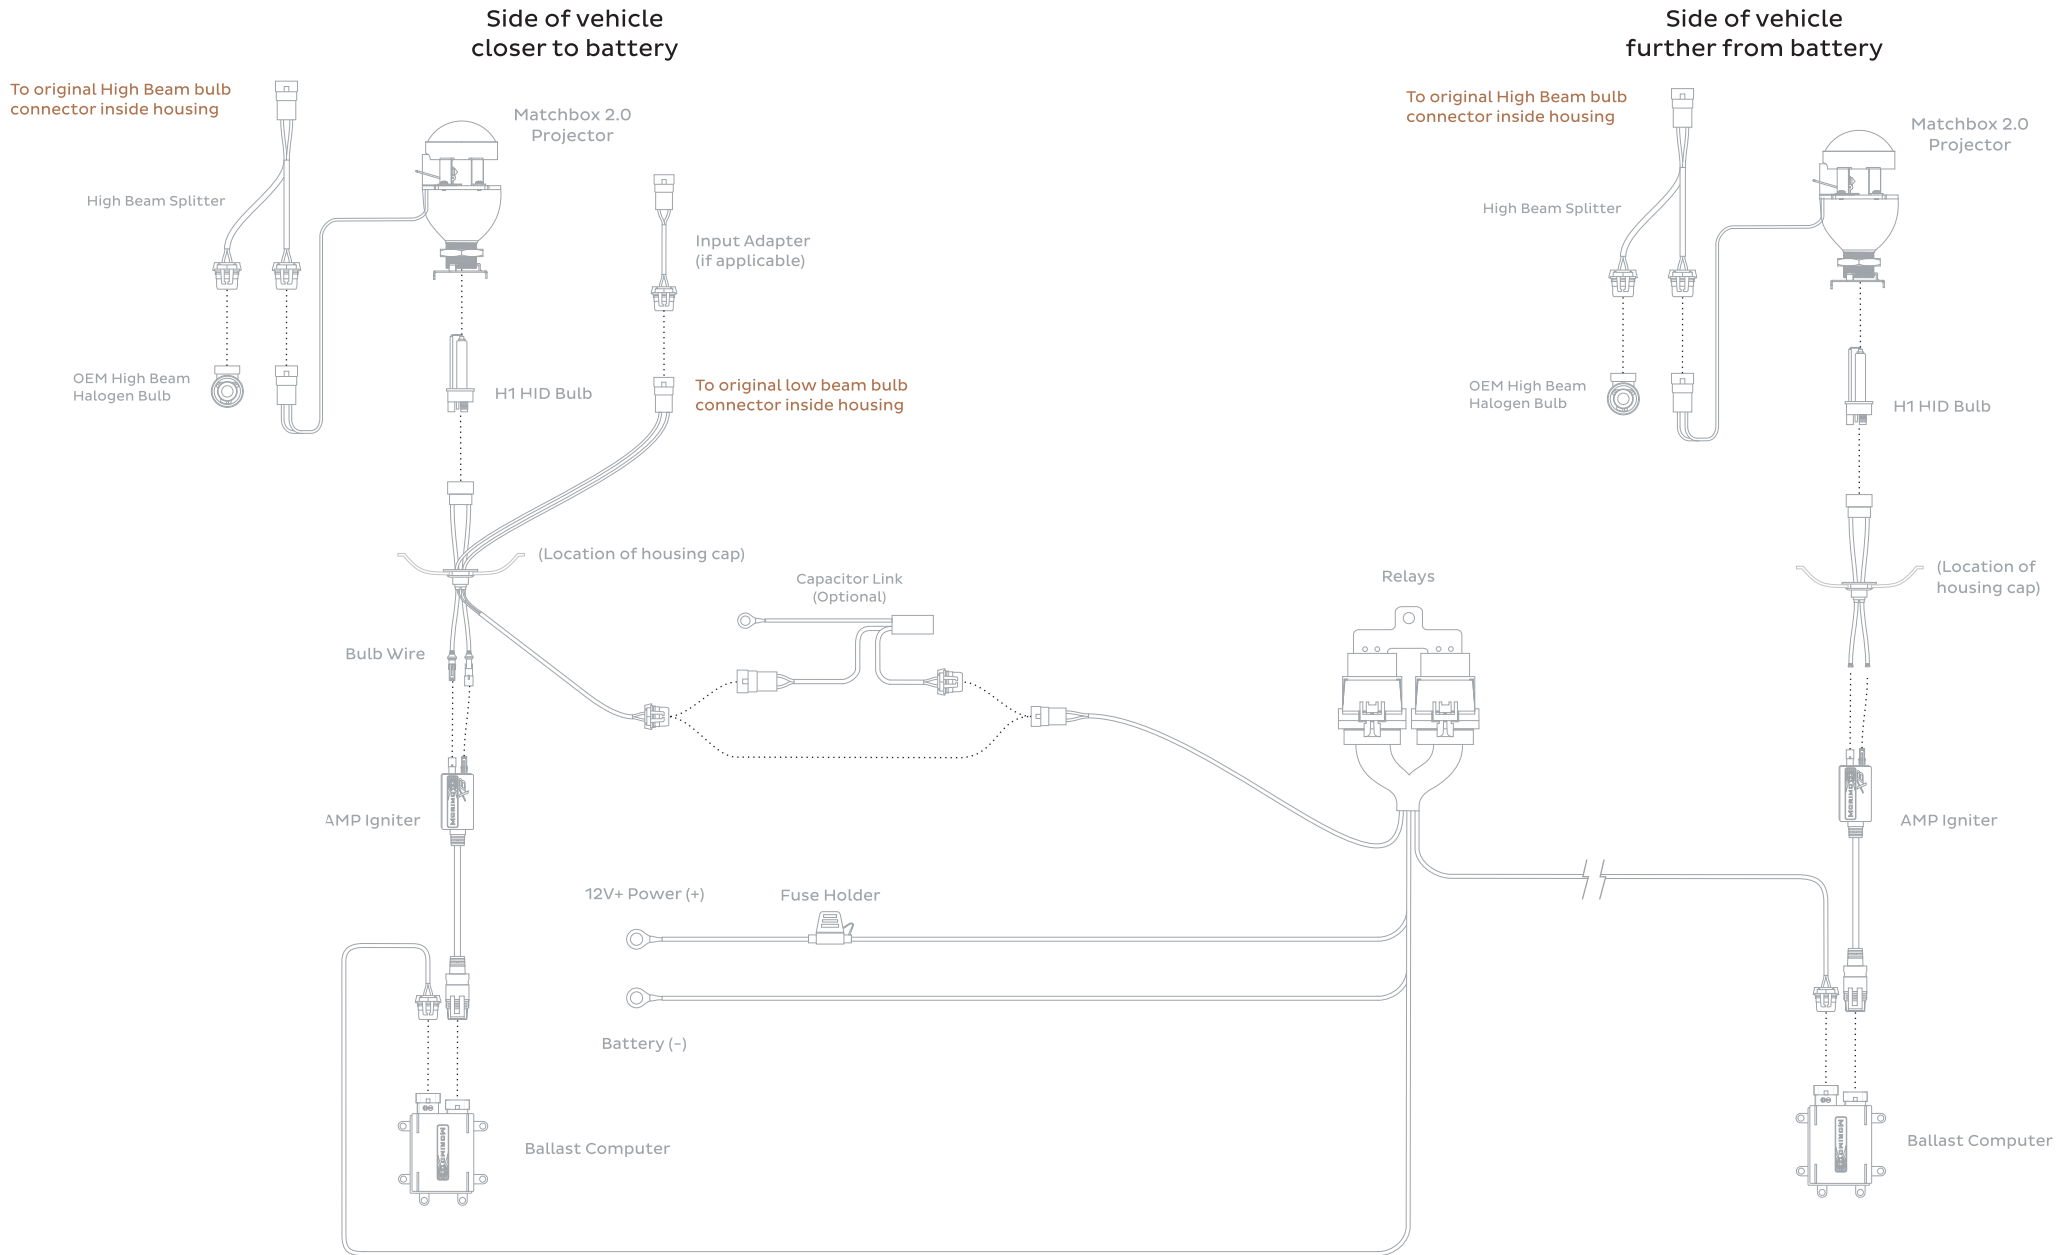 Side of vehicle
closer to battery
Side of vehicle
further from battery
To original High Beam bulb
connector inside housing
Matchbox 2.0
Projector
High Beam Splitter
Input Adapter
(if applicable)
OEM High Beam
Halogen Bulb
H1 HID Bulb
To original low beam bulb
connector inside housing
(Location of housing cap)
Capacitor Link
(Optional)
Bulb Wire
AMP Igniter
MORIMOTO
Relays
12V+ Power (+)
Fuse Holder
Battery (-)
Ballast Computer
MORIMOTO
To original High Beam bulb
connector inside housing
Matchbox 2.0
Projector
High Beam Splitter
OEM High Beam
Halogen Bulb
H1 HID Bulb
(Location of
housing cap)
AMP Igniter
MORIMOTO
Ballast Computer
MORIMOTO